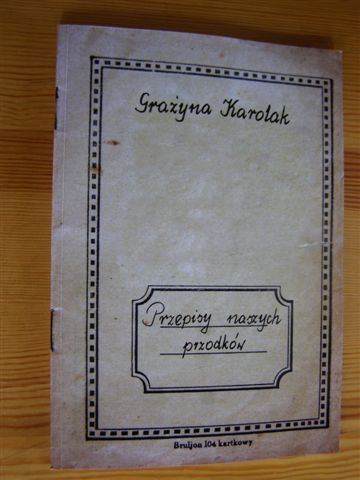 Grażyna Karolak
Przepisy naszych
przodków
Bruljon 104 kartkowy